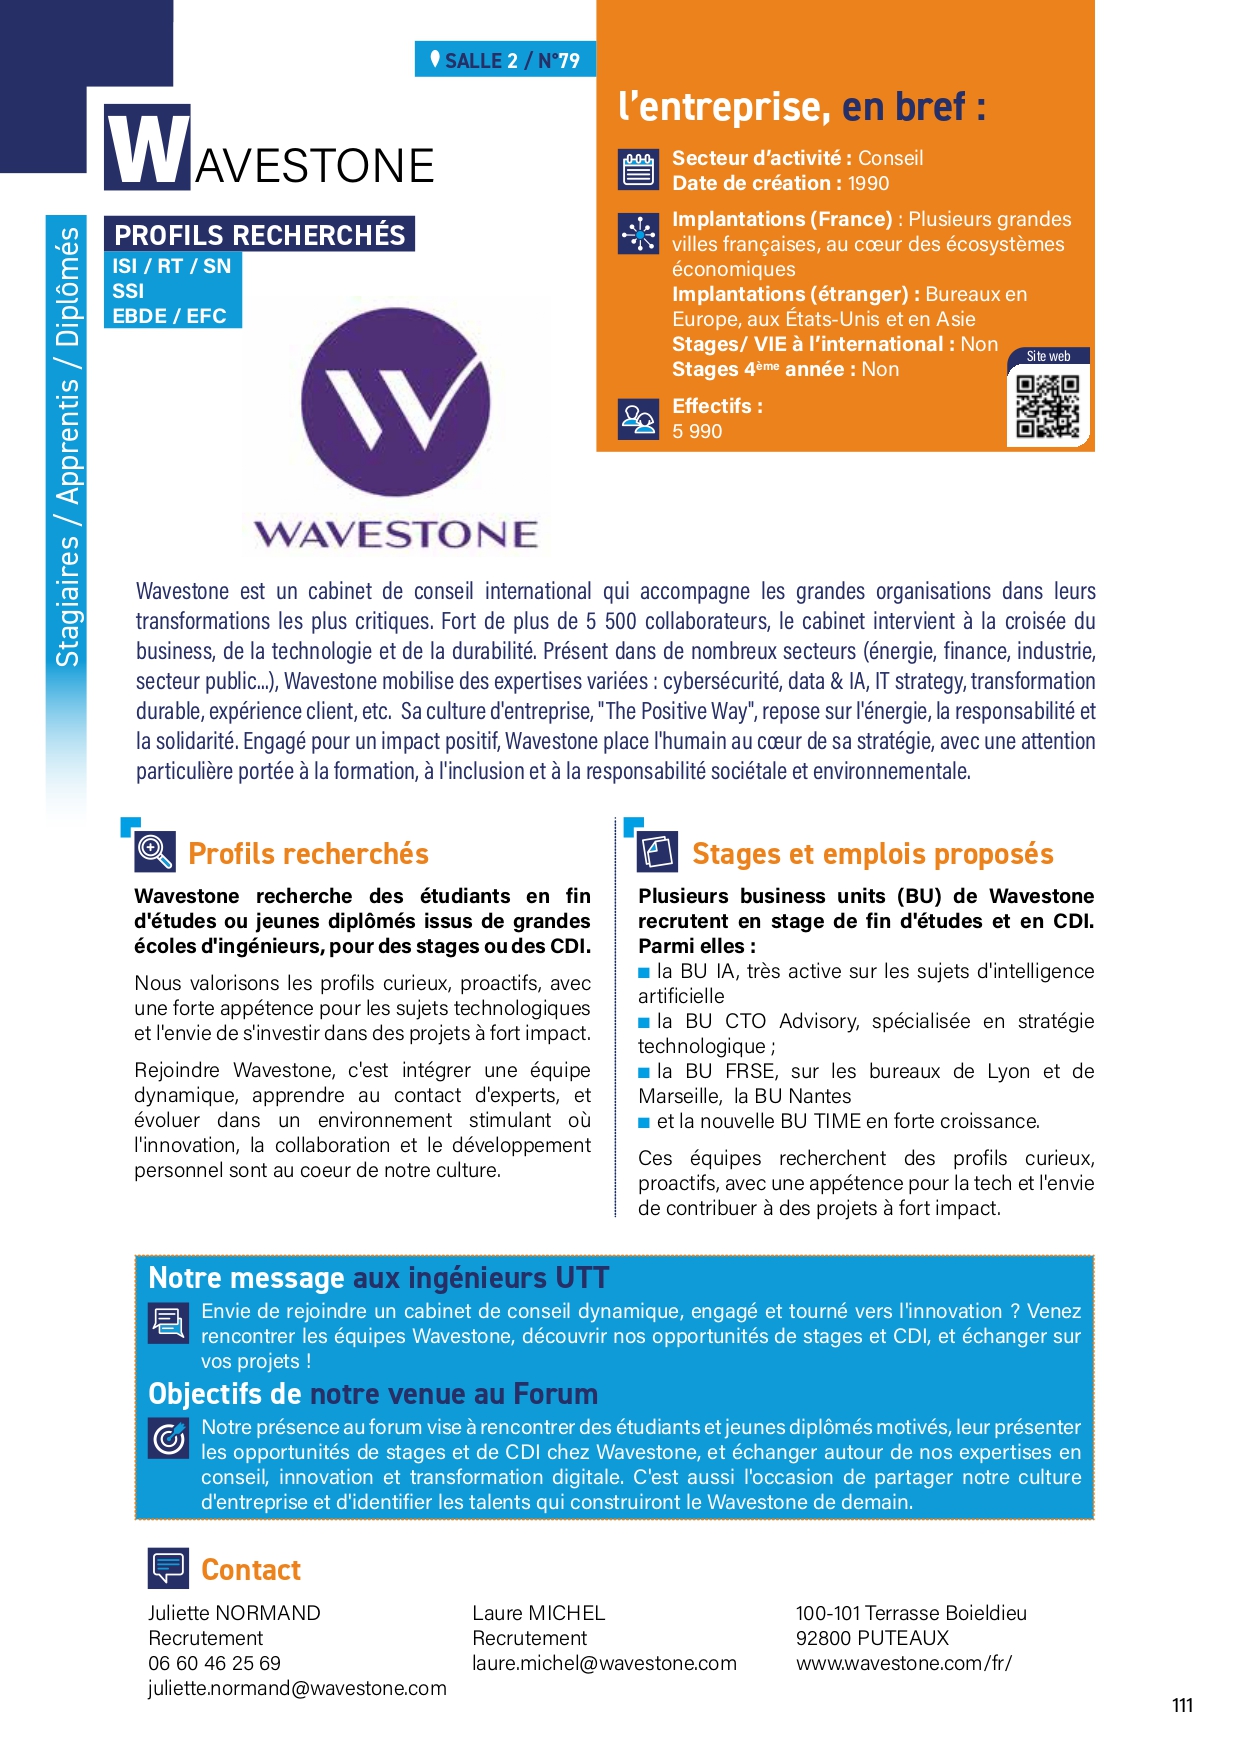 SALLE 2 / N°79
WAVESTONE
PROFILS RECHERCHÉS
ISI / RT / SN
SSI
EBDE / EFC
Stagiaires / Apprentis / Diplômés
WAVESTONE
l'entreprise, en bref :
Secteur d'activité : Conseil
Date de création : 1990
Implantations (France) : Plusieurs grandes
villes françaises, au cœur des écosystèmes
économiques
Implantations (étranger) : Bureaux en
Europe, aux États-Unis et en Asie
Stages/ VIE à l'international : Non
Stages 4ème année : Non
Site web
Effectifs :
5 990
Wavestone est un cabinet de conseil international qui accompagne les grandes organisations dans leurs
transformations les plus critiques. Fort de plus de 5 500 collaborateurs, le cabinet intervient à la croisée du
business, de la technologie et de la durabilité. Présent dans de nombreux secteurs (énergie, finance, industrie,
secteur public...), Wavestone mobilise des expertises variées : cybersécurité, data & IA, IT strategy, transformation
durable, expérience client, etc. Sa culture d'entreprise, "The Positive Way", repose sur l'énergie, la responsabilité et
la solidarité. Engagé pour un impact positif, Wavestone place l'humain au cœur de sa stratégie, avec une attention
particulière portée à la formation, à l'inclusion et à la responsabilité sociétale et environnementale.
Profils recherchés
Wavestone recherche des étudiants en fin
d'études ou jeunes diplômés issus de grandes
écoles d'ingénieurs, pour des stages ou des CDI.
Nous valorisons les profils curieux, proactifs, avec
une forte appétence pour les sujets technologiques
et l'envie de s'investir dans des projets à fort impact.
Rejoindre Wavestone, c'est intégrer une équipe
dynamique, apprendre au contact d'experts, et
évoluer dans un environnement stimulant où
l'innovation, la collaboration et le développement
personnel sont au coeur de notre culture.
Stages et emplois proposés
Plusieurs business units (BU) de Wavestone
recrutent en stage de fin d'études et en CDI.
Parmi elles :
la BU IA, très active sur les sujets d'intelligence
artificielle
la BU CTO Advisory, spécialisée en stratégie
technologique ;
la BU FRSE, sur les bureaux de Lyon et de
Marseille, la BU Nantes
et la nouvelle BU TIME en forte croissance.
Ces équipes recherchent des profils curieux,
proactifs, avec une appétence pour la tech et l'envie
de contribuer à des projets à fort impact.
Notre message aux ingénieurs UTT
Envie de rejoindre un cabinet de conseil dynamique, engagé et tourné vers l'innovation ? Venez
rencontrer les équipes Wavestone, découvrir nos opportunités de stages et CDI, et échanger sur
vos projets !
Objectifs de notre venue au Forum
Notre présence au forum vise à rencontrer des étudiants et jeunes diplômés motivés, leur présenter
les opportunités de stages et de CDI chez Wavestone, et échanger autour de nos expertises en
conseil, innovation et transformation digitale. C'est aussi l'occasion de partager notre culture
d'entreprise et d'identifier les talents qui construiront le Wavestone de demain.
Contact
Juliette NORMAND
Recrutement
06 60 46 25 69
juliette.normand@wavestone.com
Laure MICHEL
Recrutement
laure.michel@wavestone.com
100-101 Terrasse Boieldieu
92800 PUTEAUX
www.wavestone.com/fr/
111